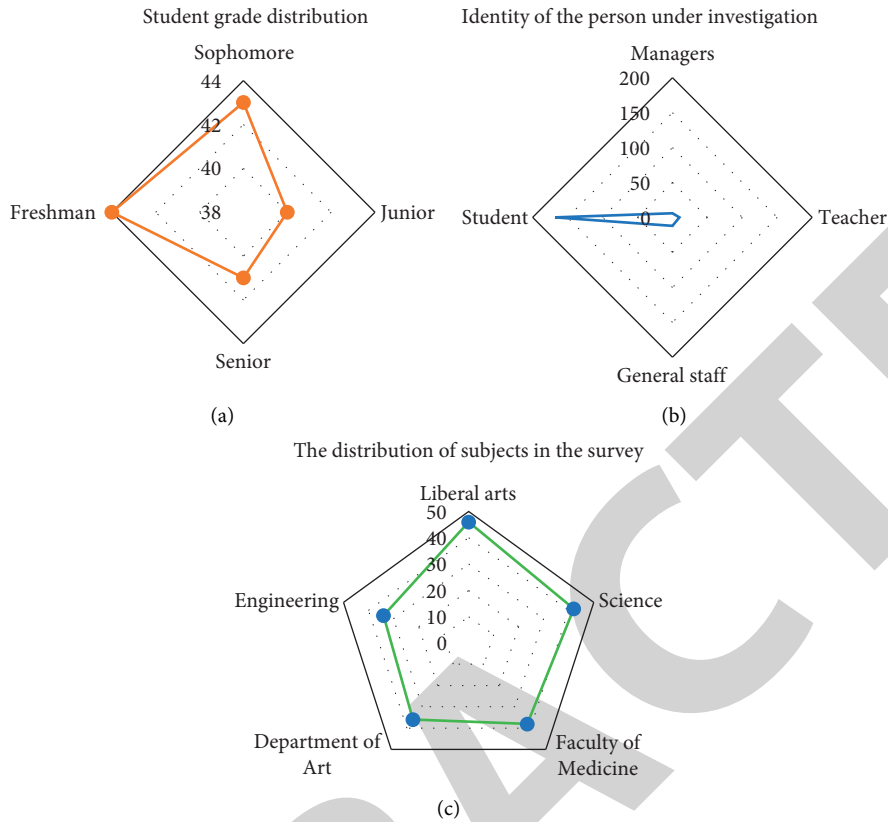 Student grade distribution
Sophomore
44
42
40
38
Freshman
Junior
Senior
(a)
Identity of the person under investigation
Managers
200
150
100
50
0
Student
Teacher
General staff
(b)
The distribution of subjects in the survey
Liberal arts
50
40
30
20
10
0
Engineering
Science
Department of
Art
Faculty of
Medicine
(c)